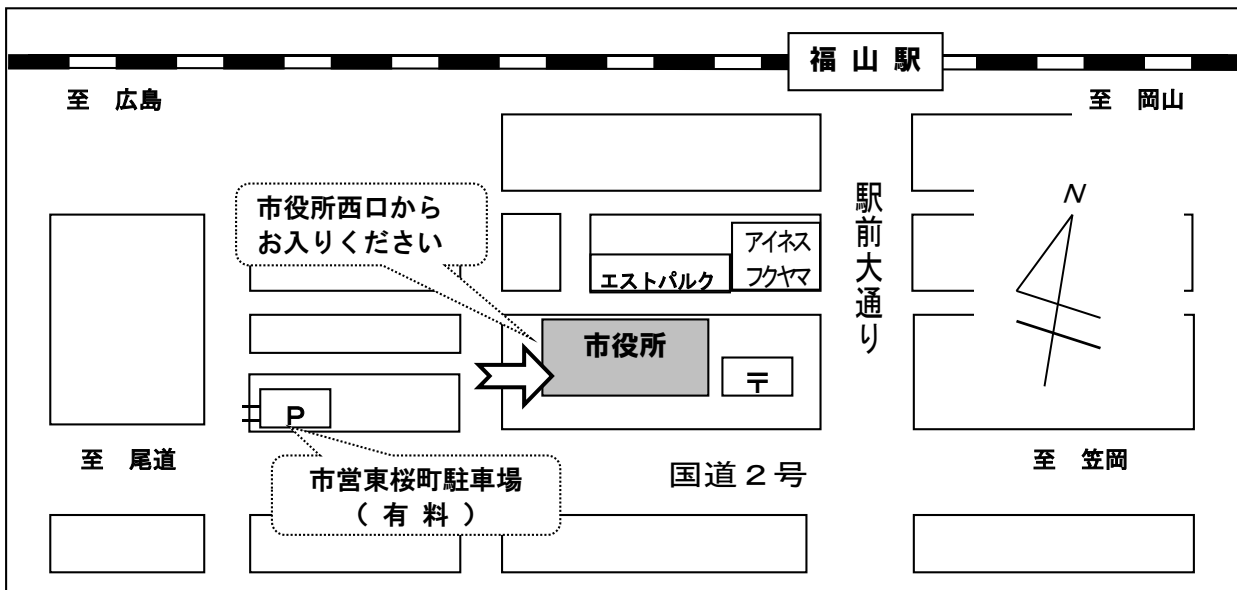 福山駅
至　広島
至　岡山
市役所西口から
お入りください
駅前大通り
N
アイネス
フクヤマ
エストパルク
市役所
〒
P
至　尾道
至　笠岡
市営東桜町駐車場
（有料）
国道２号